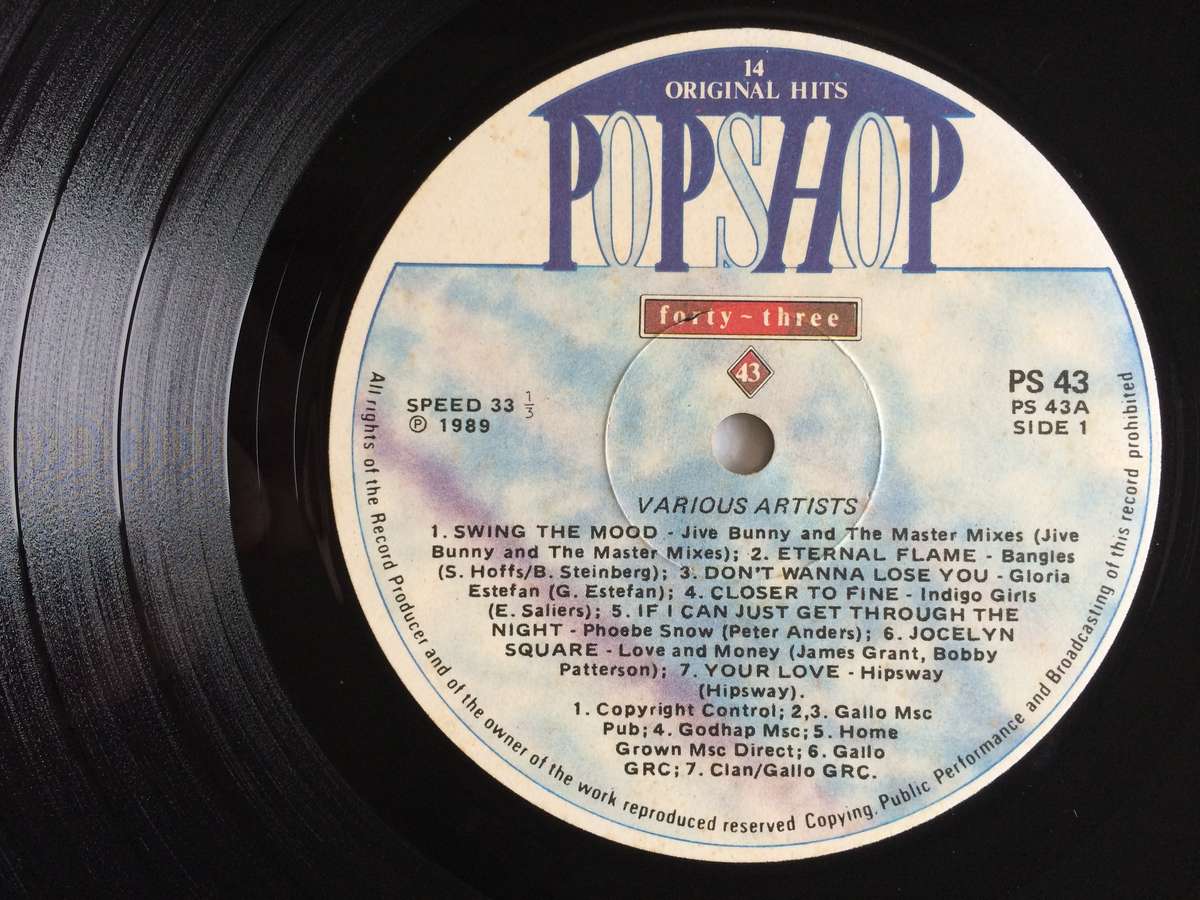 14
ORIGINAL HITS
POPSHOP
forty~three
43
SPEED 33 1/3
℗ 1989
PS 43
PS 43A
SIDE 1
VARIOUS ARTISTS
1. SWING THE MOOD - Jive Bunny and The Master Mixes (Jive
Bunny and The Master Mixes); 2. ETERNAL FLAME - Bangles
(S. Hoffs/B. Steinberg); 3. DON'T WANNA LOSE YOU - Gloria
Estefan (G. Estefan); 4. CLOSER TO FINE - Indigo Girls
(E. Saliers); 5. IF I CAN JUST GET THROUGH THE
NIGHT - Phoebe Snow (Peter Anders); 6. JOCELYN
SQUARE - Love and Money (James Grant, Bobby
Patterson); 7. YOUR LOVE - Hipsway
(Hipsway).
1. Copyright Control; 2,3. Gallo Msc
Pub; 4. Godhap Msc; 5. Home
Grown Msc Direct; 6. Gallo
GRC; 7. Clan/Gallo GRC.
All rights of the Record Producer and of the owner of the work reproduced reserved Copying, Public Performance and Broadcasting of this record prohibited